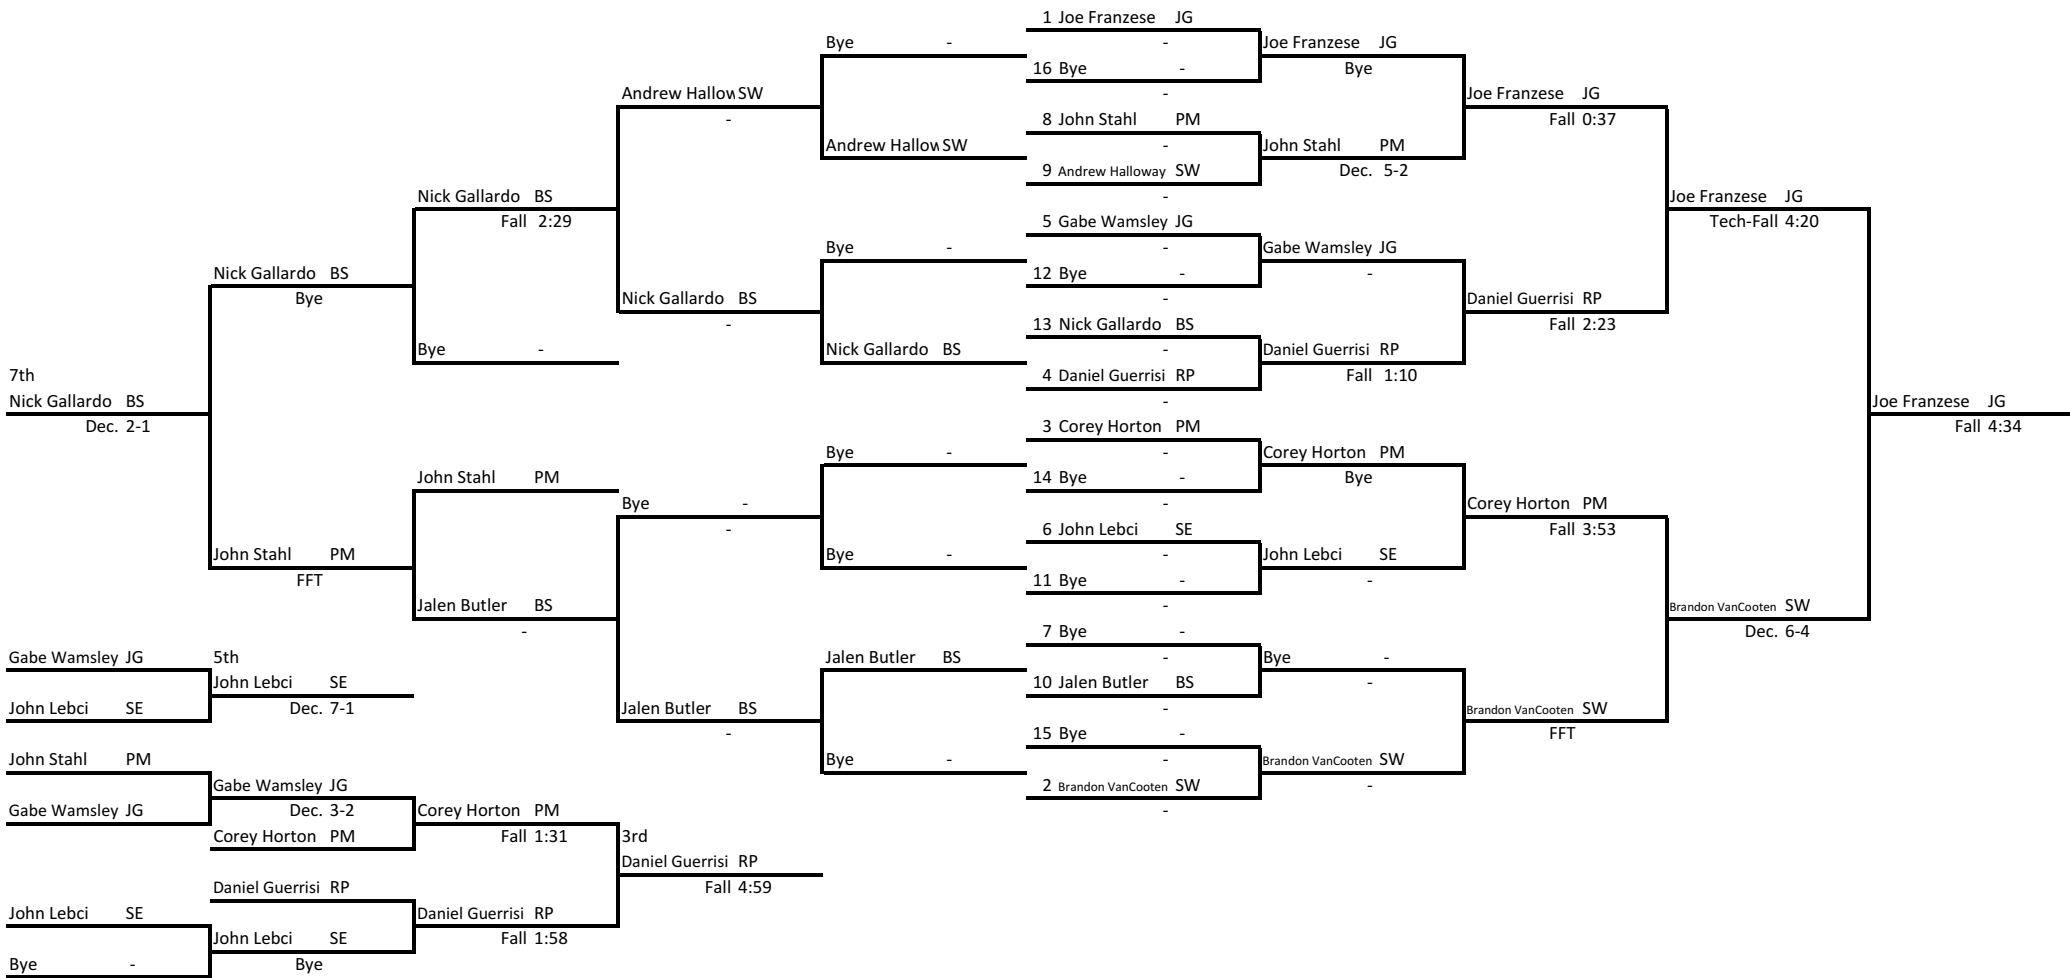 1 Joe Franzese JG
Bye - - Joe Franzese JG
16 Bye - Bye
Andrew Hallow SW - Joe Franzese JG
- 8 John Stahl PM Fall 0:37
Andrew Hallow SW - John Stahl PM
9 Andrew Halloway SW Dec. 5-2
Nick Gallardo BS - Joe Franzese JG
Fall 2:29 5 Gabe Wamsley JG Tech-Fall 4:20
Bye - - Gabe Wamsley JG
Nick Gallardo BS 12 Bye - -
Bye Nick Gallardo BS - Daniel Guerrisi RP
- 13 Nick Gallardo BS Fall 2:23
Bye - Nick Gallardo BS - Daniel Guerrisi RP
7th 4 Daniel Guerrisi RP Fall 1:10
Nick Gallardo BS - Joe Franzese JG
Dec. 2-1 3 Corey Horton PM Fall 4:34
Bye - - Corey Horton PM
John Stahl PM 14 Bye - Bye
Bye - - Corey Horton PM
- 6 John Lebci SE Fall 3:53
John Stahl PM Bye - - John Lebci SE
FFT 11 Bye - -
Jalen Butler BS - Brandon VanCooten SW
- 7 Bye - Dec. 6-4
Gabe Wamsley JG 5th Jalen Butler BS - Bye -
John Lebci SE 10 Jalen Butler BS -
John Lebci SE Dec. 7-1 Jalen Butler BS - Brandon VanCooten SW
- 15 Bye - FFT
John Stahl PM Bye - - Brandon VanCooten SW
Gabe Wamsley JG 2 Brandon VanCooten SW -
Gabe Wamsley JG Dec. 3-2 Corey Horton PM -
Corey Horton PM Fall 1:31 3rd
Daniel Guerrisi RP
Daniel Guerrisi RP Fall 4:59
John Lebci SE Daniel Guerrisi RP
John Lebci SE Fall 1:58
Bye - Bye